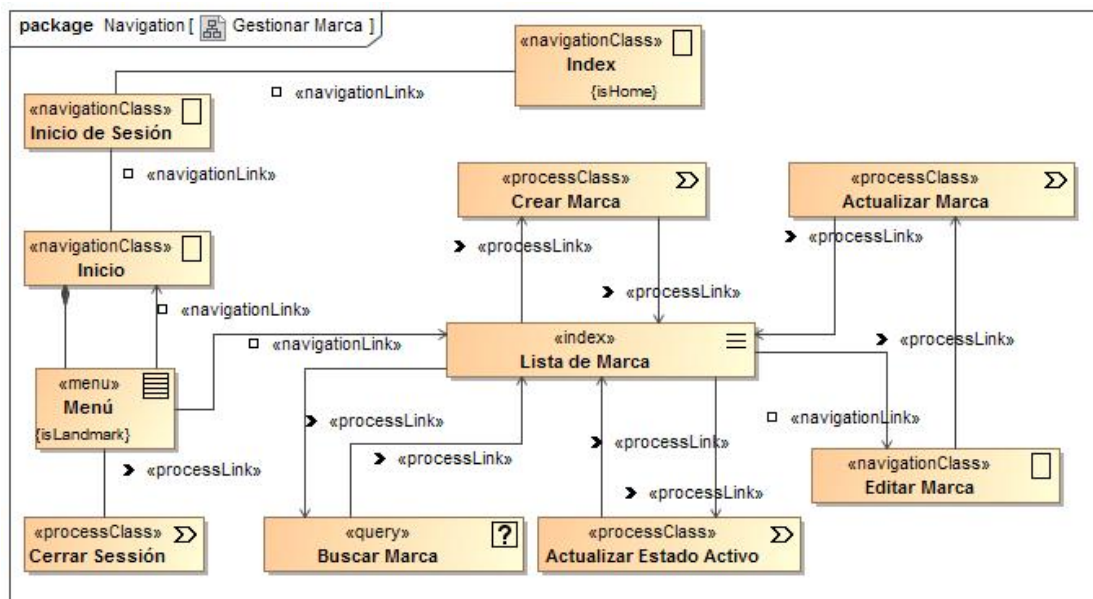 package Navigation [ Gestionar Marca ]
«navigationClass»
Index
{isHome}
«navigationLink»
«navigationClass»
Inicio de Sesión
«navigationLink»
«processClass»
Crear Marca
«processClass»
Actualizar Marca
«navigationClass»
Inicio
«processLink»
«processLink»
«navigationLink»
«processLink»
«index»
Lista de Marca
«navigationLink»
«processLink»
«menu»
Menú
{isLandmark}
«processLink»
«processLink»
«navigationLink»
«processLink»
«processLink»
«processLink»
«navigationClass»
Editar Marca
«processClass»
Cerrar Sessión
«query»
Buscar Marca
?
«processClass»
Actualizar Estado Activo